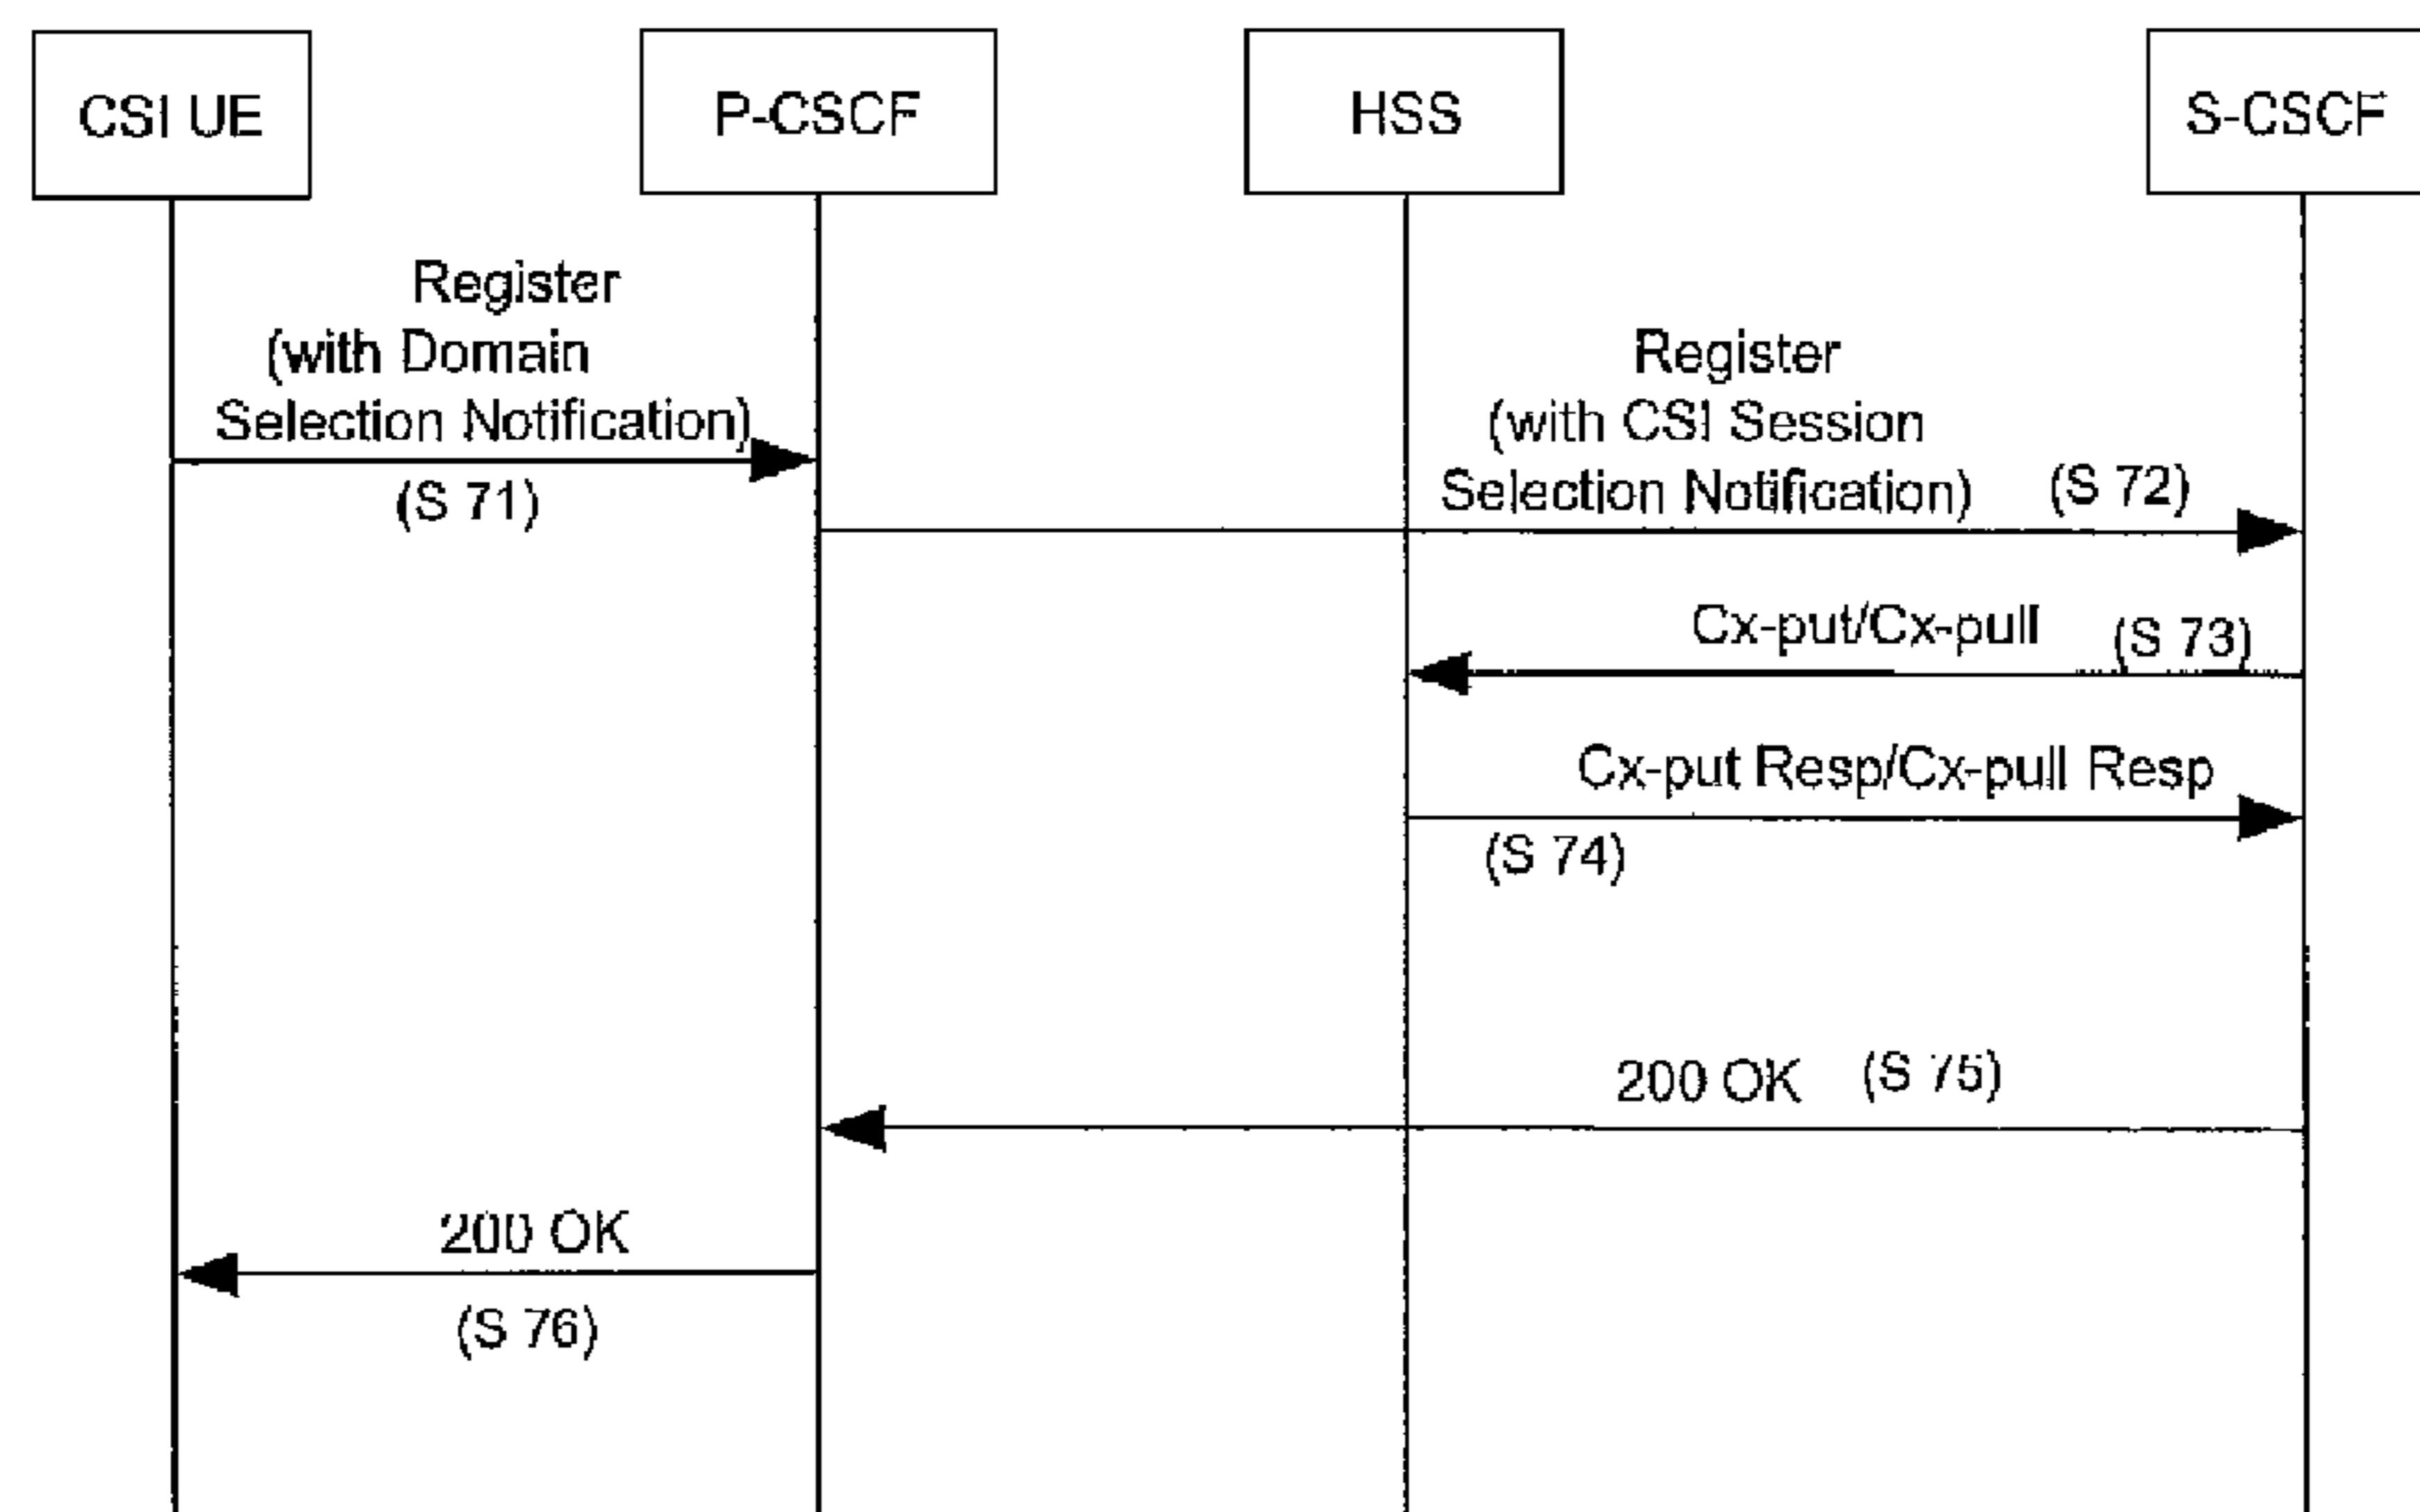 CSI UE
P-CSCF
HSS
S-CSCF
Register
(with Domain
Selection Notification)
(S 71)
Register
(with CSI Session
Selection Notification)
(S 72)
Cx-put/Cx-pull
(S 73)
Cx-put Resp/Cx-pull Resp
(S 74)
200 OK
(S 75)
200 OK
(S 76)